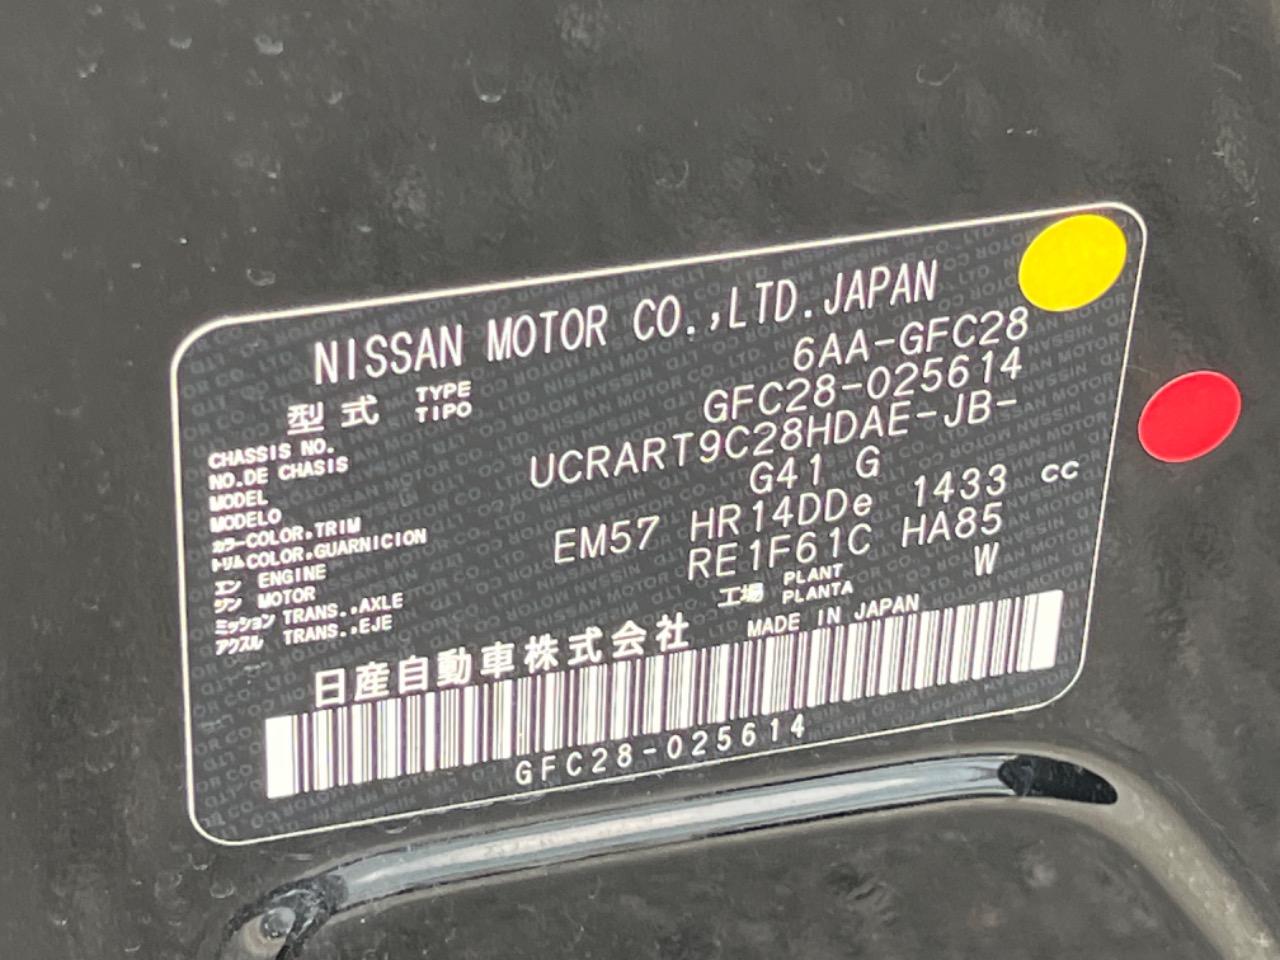 NISSAN MOTOR CO.,LTD.JAPAN
型式 TYPE TIPO 6AA-GFC28
CHASSIS NO. NO.DE CHASIS GFC28-025614
MODEL MODELO UCRART9C28HDAE-JB-
カラー トリム COLOR,TRIM COLOR,GUARNICION G41 G
エンジン ENGINE MOTOR EM57 HR14DDe 1433 cc
ミッション アクスル TRANS.,AXLE TRANS.,EJE RE1F61C HA85
工場 PLANT PLANTA W
日産自動車株式会社 MADE IN JAPAN
GFC28-025614